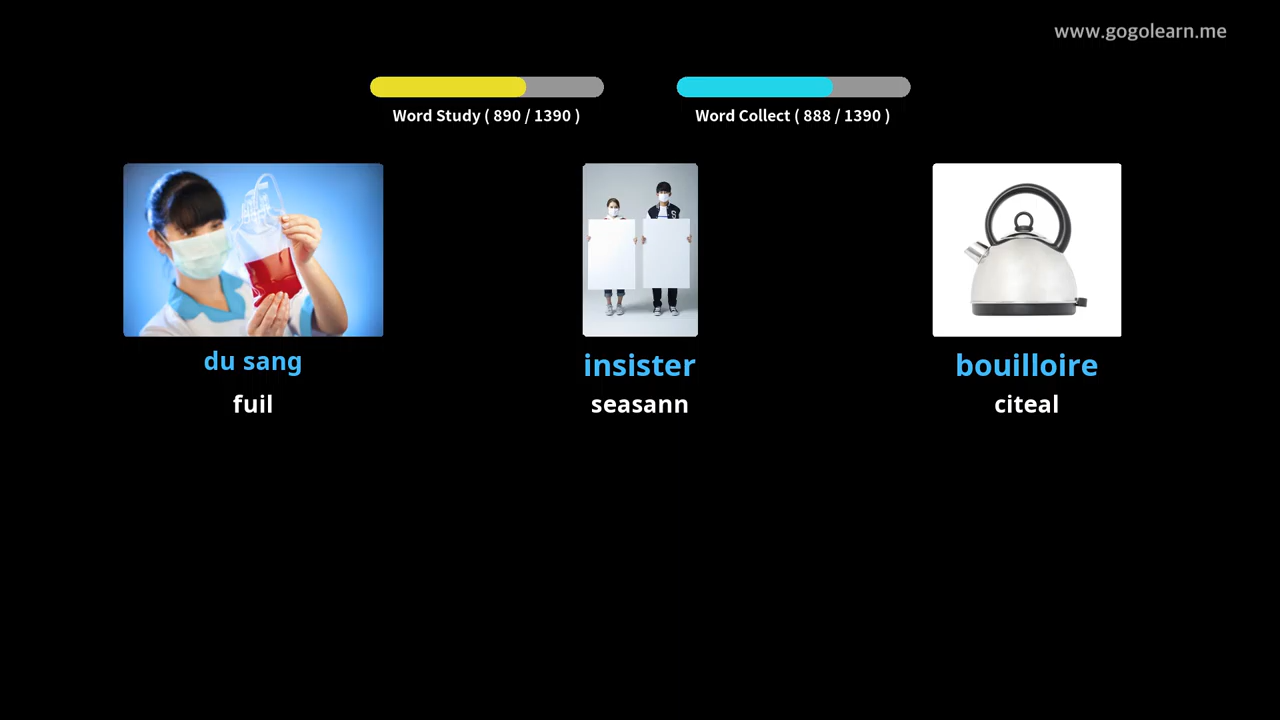 www.gogolearn.me
Word Study ( 890 / 1390 )
Word Collect ( 888 / 1390 )
du sang
insister
bouilloire
fuil
seasann
citeal